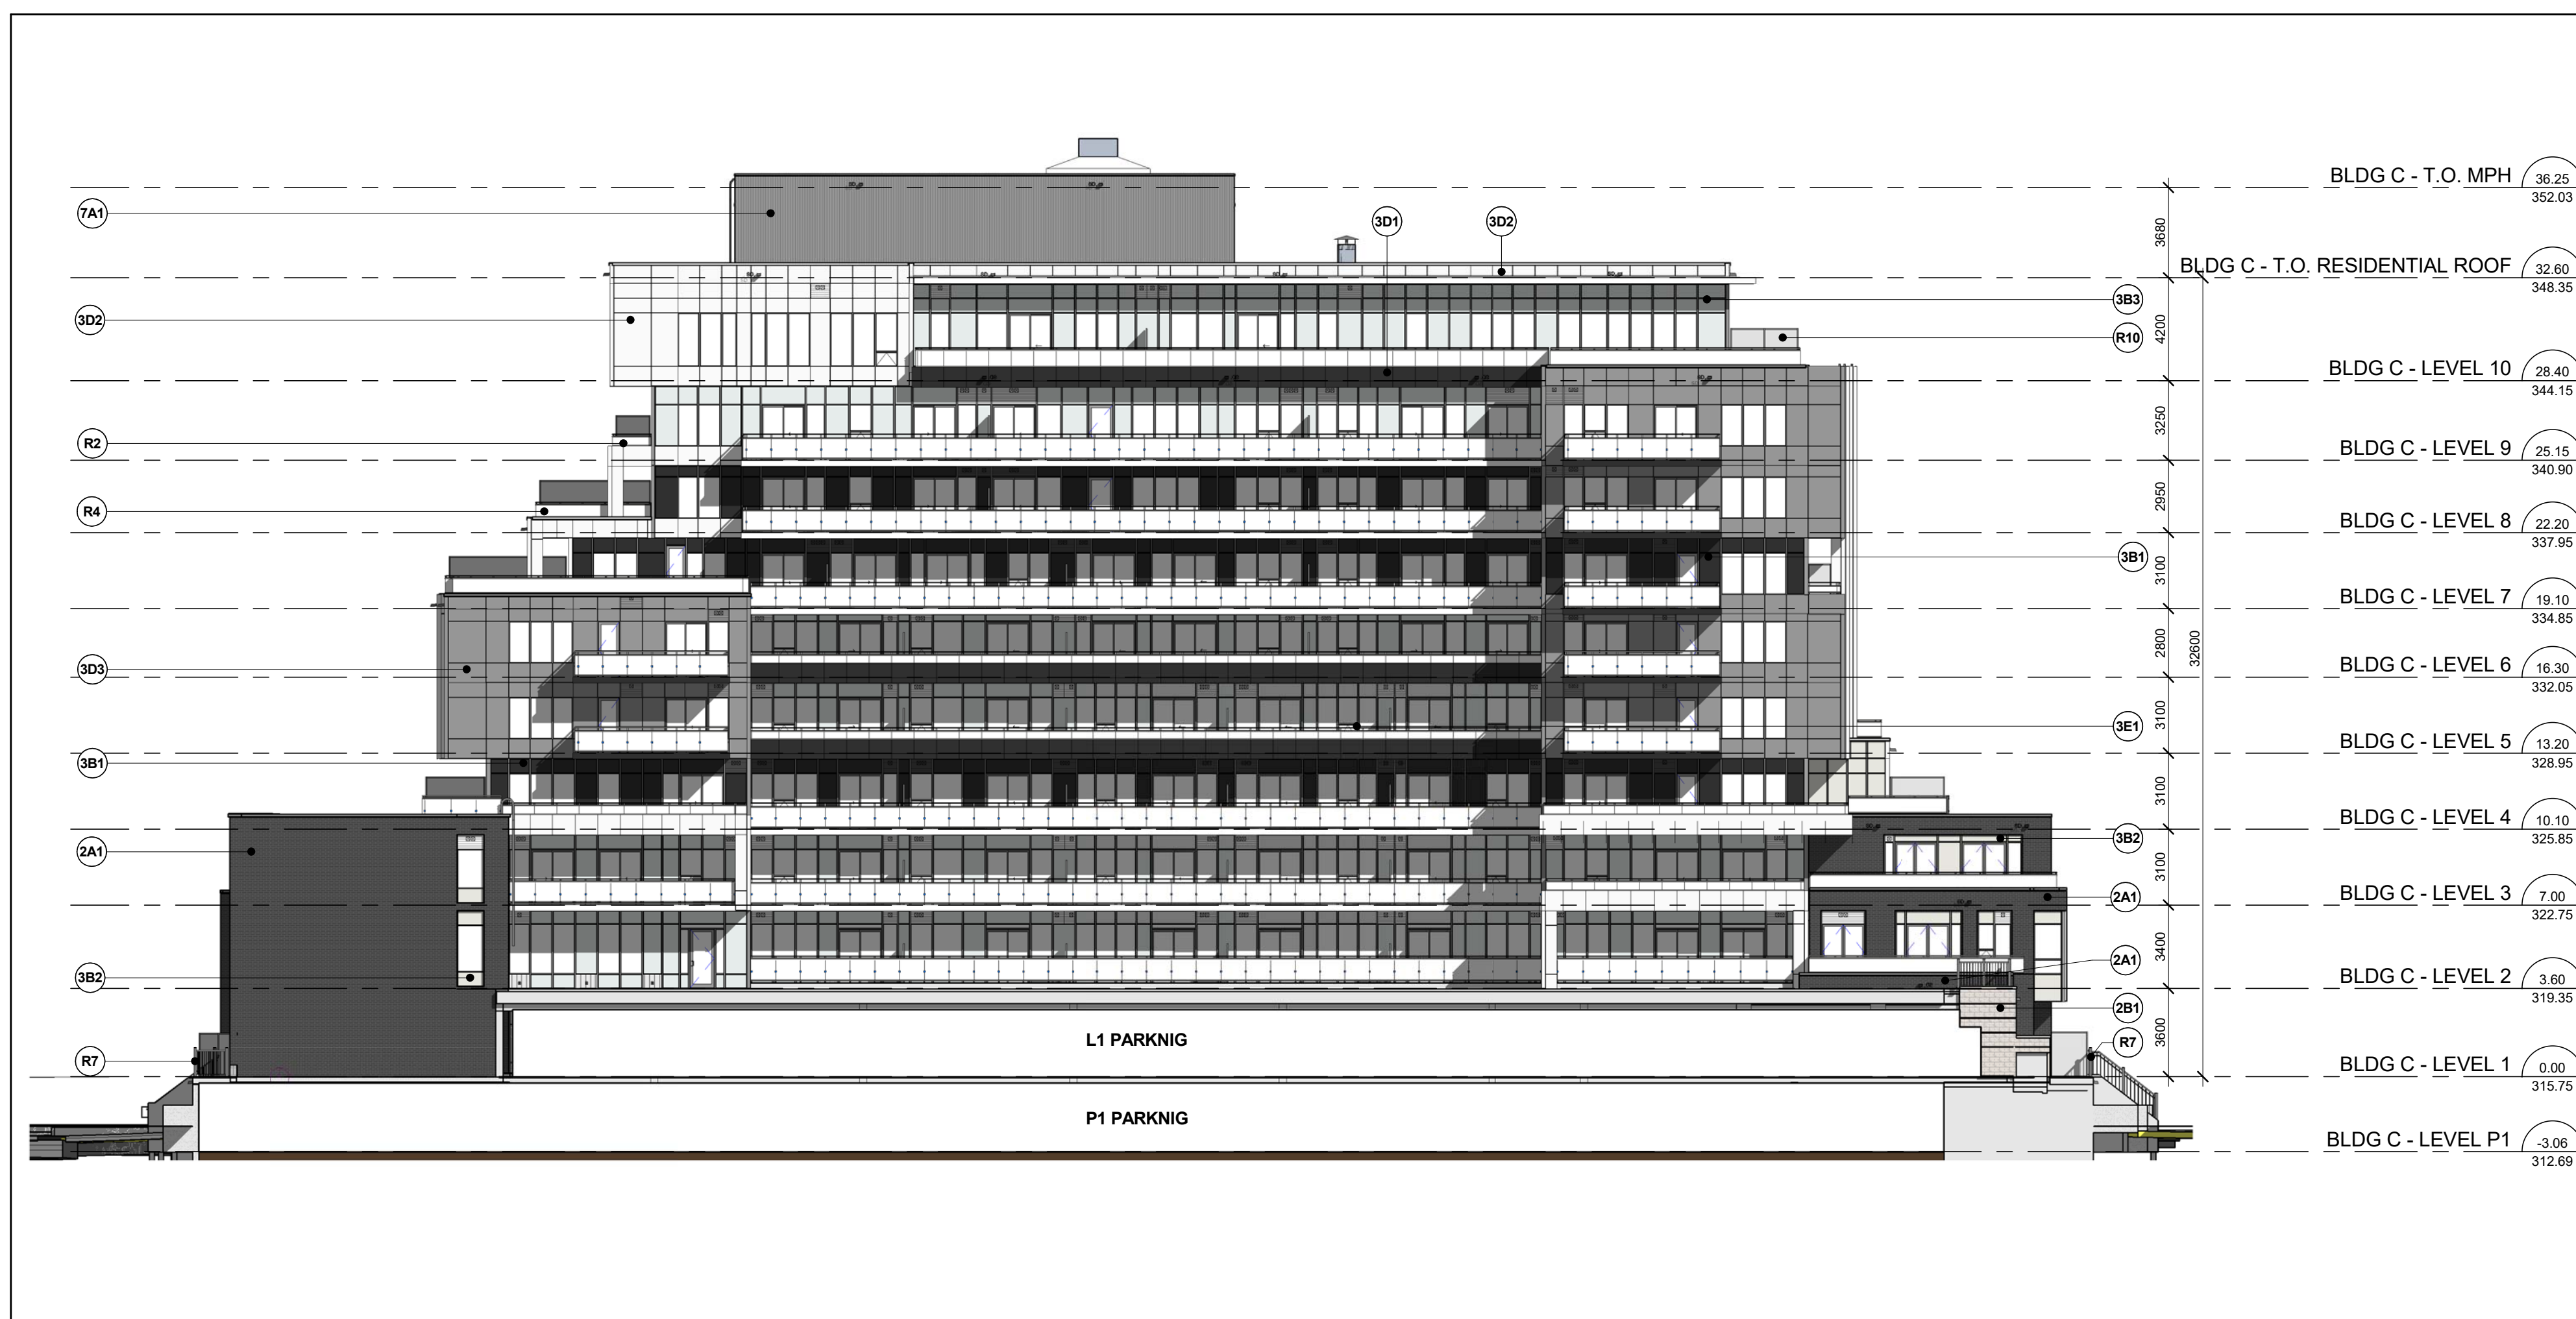 BLDG C - T.O. MPH 36.25
352.03
7A1
3D1 3D2
3680
BLDG C - T.O. RESIDENTIAL ROOF 32.60
348.35
3D2
3B3
R10
4200
BLDG C - LEVEL 10 28.40
344.15
R2
3250
BLDG C - LEVEL 9 25.15
340.90
R4
2950
BLDG C - LEVEL 8 22.20
337.95
3B1
3100
BLDG C - LEVEL 7 19.10
334.85
3D3
2800
32600
BLDG C - LEVEL 6 16.30
332.05
3E1
3100
BLDG C - LEVEL 5 13.20
328.95
3B1
3100
BLDG C - LEVEL 4 10.10
325.85
2A1
3B2
3100
BLDG C - LEVEL 3 7.00
322.75
2A1
3400
2A1
3B2
BLDG C - LEVEL 2 3.60
319.35
2B1
L1 PARKNIG
3600
R7
R7
BLDG C - LEVEL 1 0.00
315.75
P1 PARKNIG
BLDG C - LEVEL P1 -3.06
312.69